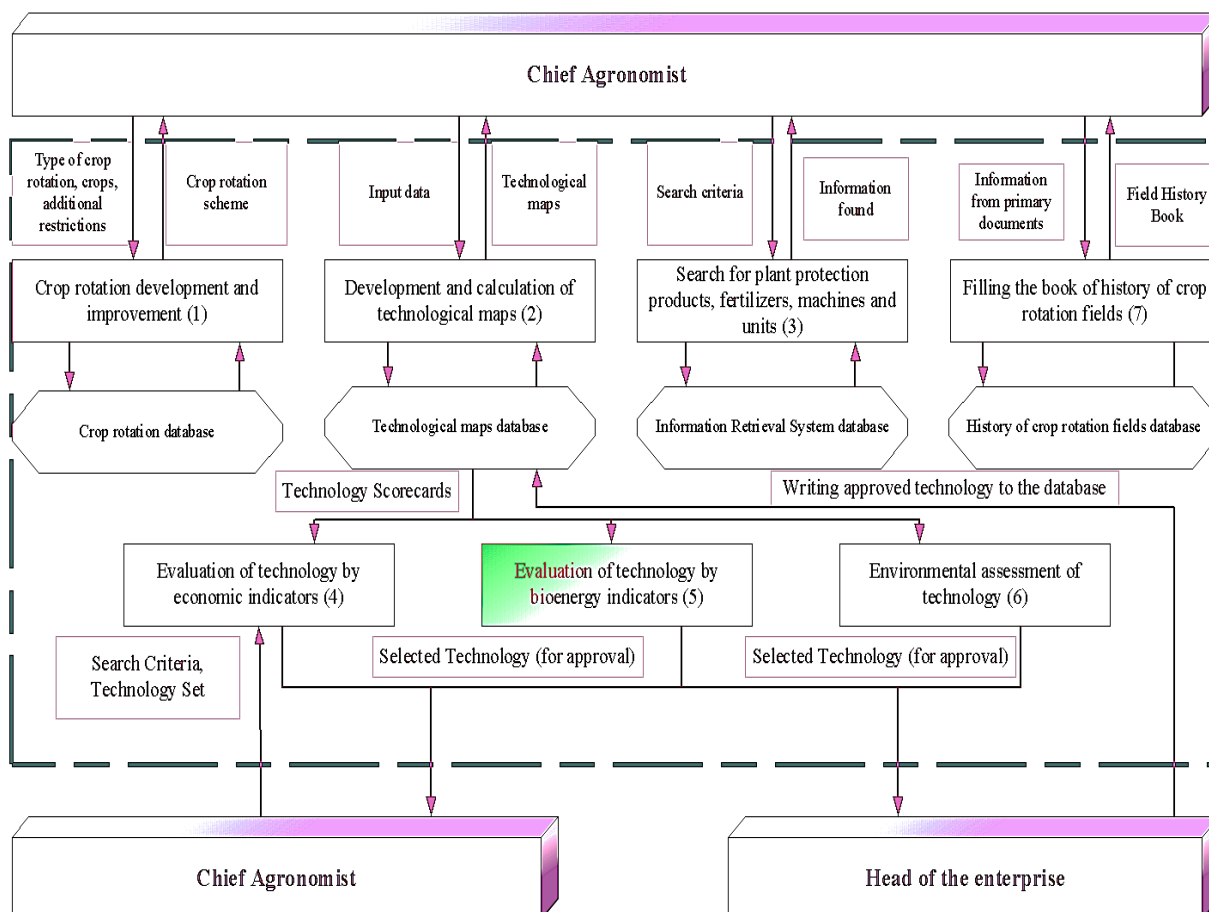 Chief Agronomist
Type of crop
rotation, crops,
additional
restrictions
Crop rotation
scheme
Input data
Technological
maps
Search criteria
Information
found
Information
from primary
documents
Field History
Book
Crop rotation development and
improvement (1)
Development and calculation of
technological maps (2)
Search for plant protection
products, fertilizers, machines and
units (3)
Filling the book of history of crop
rotation fields (7)
Crop rotation database
Technological maps database
Information Retrieval System database
History of crop rotation fields database
Technology Scorecards
Writing approved technology to the database
Evaluation of technology by
economic indicators (4)
Evaluation of technology by
bioenergy indicators (5)
Environmental assessment of
technology (6)
Search Criteria,
Technology Set
Selected Technology (for approval)
Selected Technology (for approval)
Chief Agronomist
Head of the enterprise